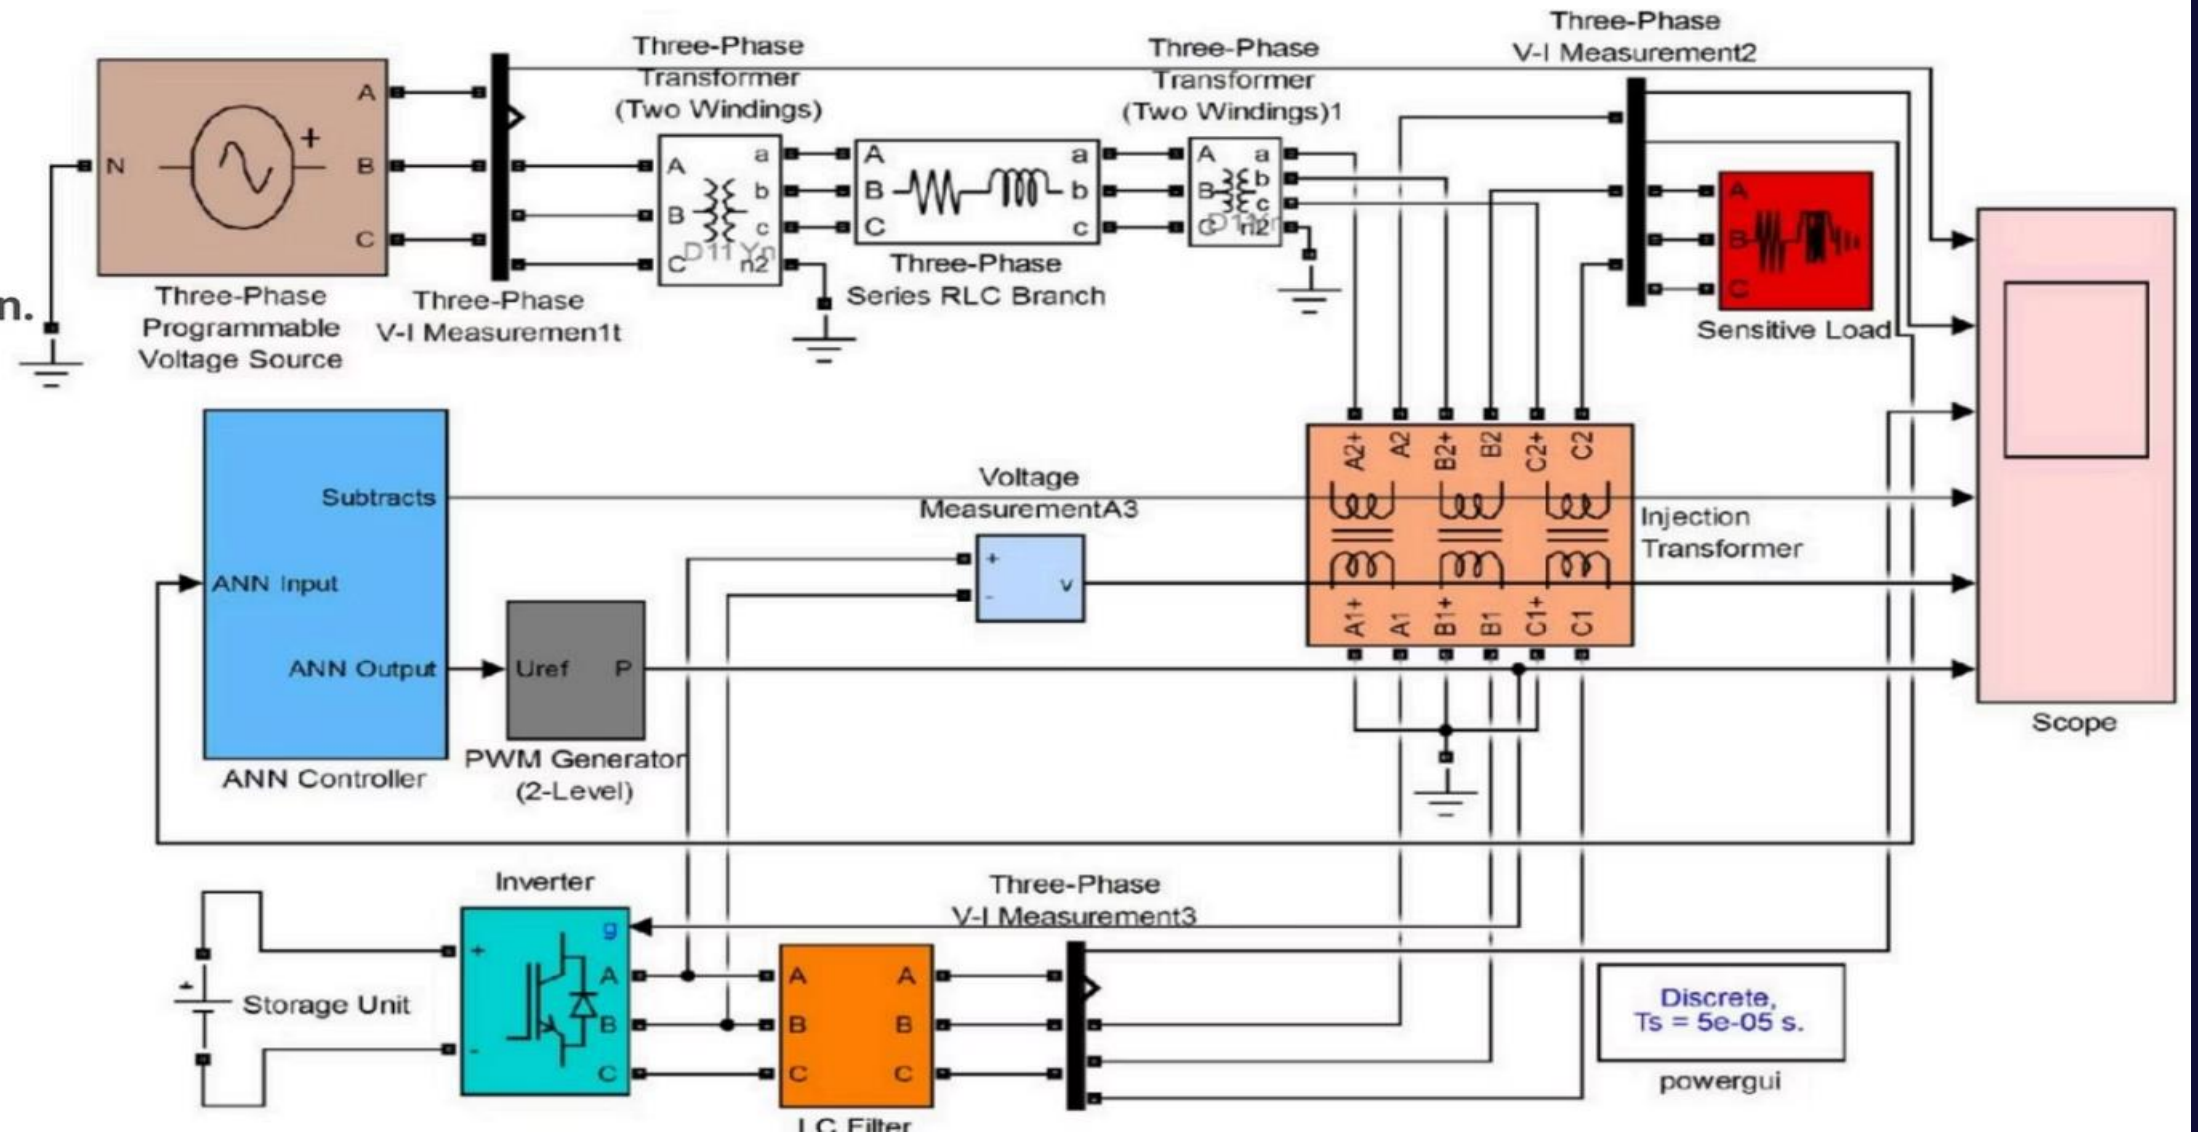 n.
A
N
+
B
C
Three-Phase
Programmable
Voltage Source
Three-Phase
V-I Measuremen1t
Three-Phase
Transformer
(Two Windings)
A
B
C
a
b
c
n2
D11 Yn
A
B
C
a
b
c
Three-Phase
Series RLC Branch
Three-Phase
Transformer
(Two Windings)1
A
B
C
a
b
c
n2
Three-Phase
V-I Measurement2
A
B
C
Sensitive Load
Subtracts
ANN Input
ANN Output
ANN Controller
Uref P
PWM Generator
(2-Level)
Voltage
MeasurementA3
+
-
v
A2+ A2 B2+ B2 C2+ C2
A1+ A1 B1+ B1 C1+ C1
Injection
Transformer
Scope
+
Storage Unit
Inverter
+
-
g
A
B
C
A A
B B
C C
LC Filter
Three-Phase
V-I Measurement3
Discrete,
Ts = 5e-05 s.
powergui